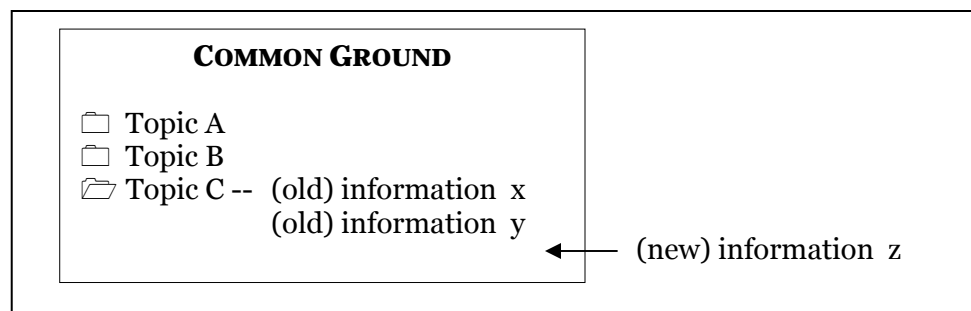 COMMON GROUND
Topic A
Topic B
Topic C -- (old) information x
(old) information y
(new) information z